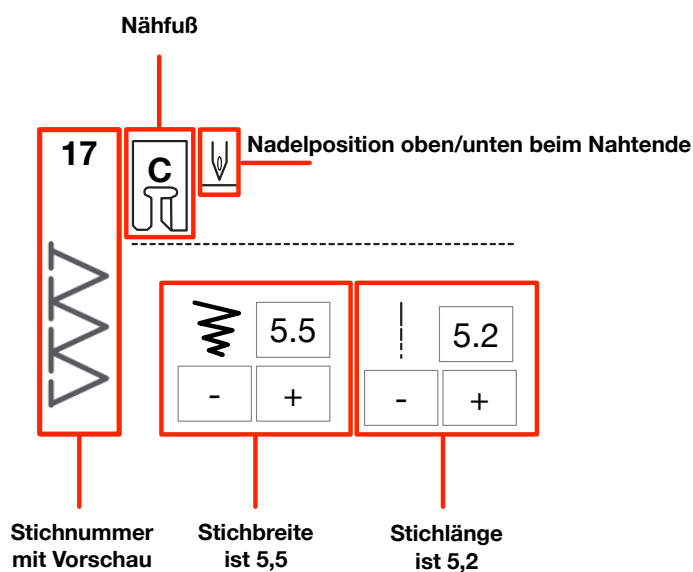 Nähfuß
17
C
Nadelposition oben/unten beim Nahtende
5.5
5.2
- +
- +
Stichnummer
mit Vorschau
Stichbreite
ist 5,5
Stichlänge
ist 5,2